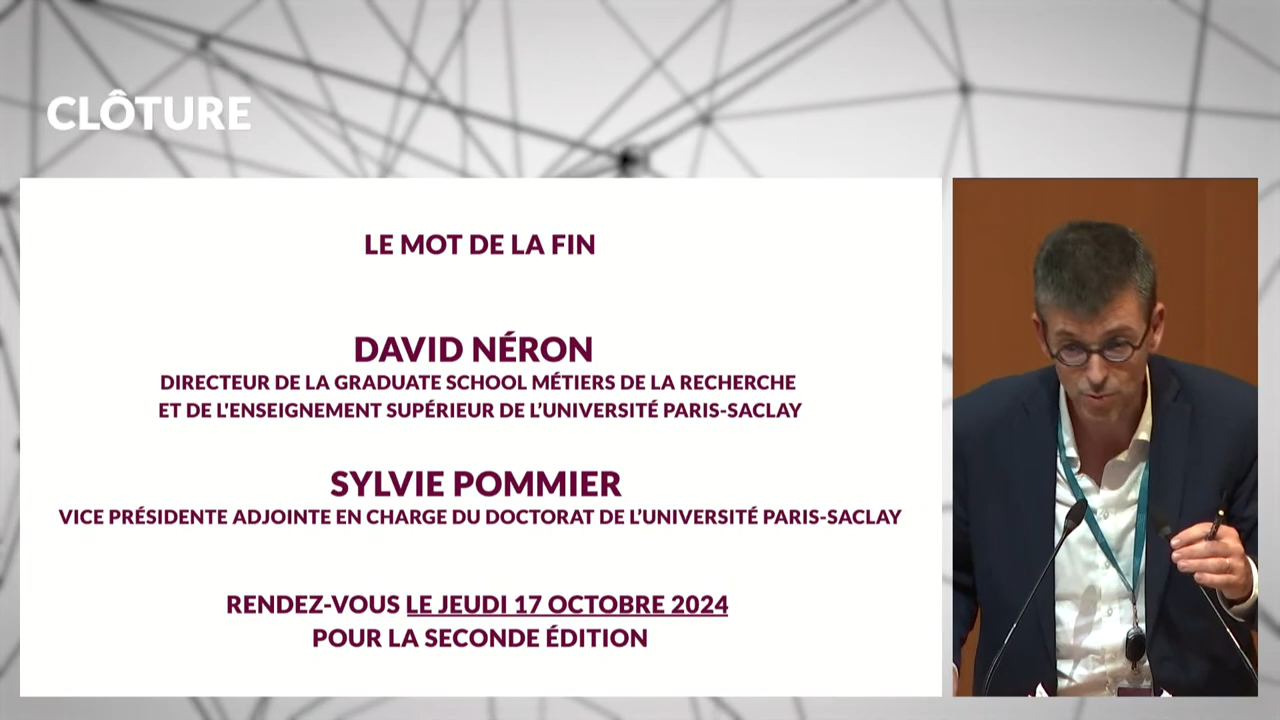 CLÔTURE
LE MOT DE LA FIN
DAVID NÉRON
DIRECTEUR DE LA GRADUATE SCHOOL MÉTIERS DE LA RECHERCHE
ET DE L'ENSEIGNEMENT SUPÉRIEUR DE L’UNIVERSITÉ PARIS-SACLAY
SYLVIE POMMIER
VICE PRÉSIDENTE ADJOINTE EN CHARGE DU DOCTORAT DE L’UNIVERSITÉ PARIS-SACLAY
RENDEZ-VOUS LE JEUDI 17 OCTOBRE 2024
POUR LA SECONDE ÉDITION